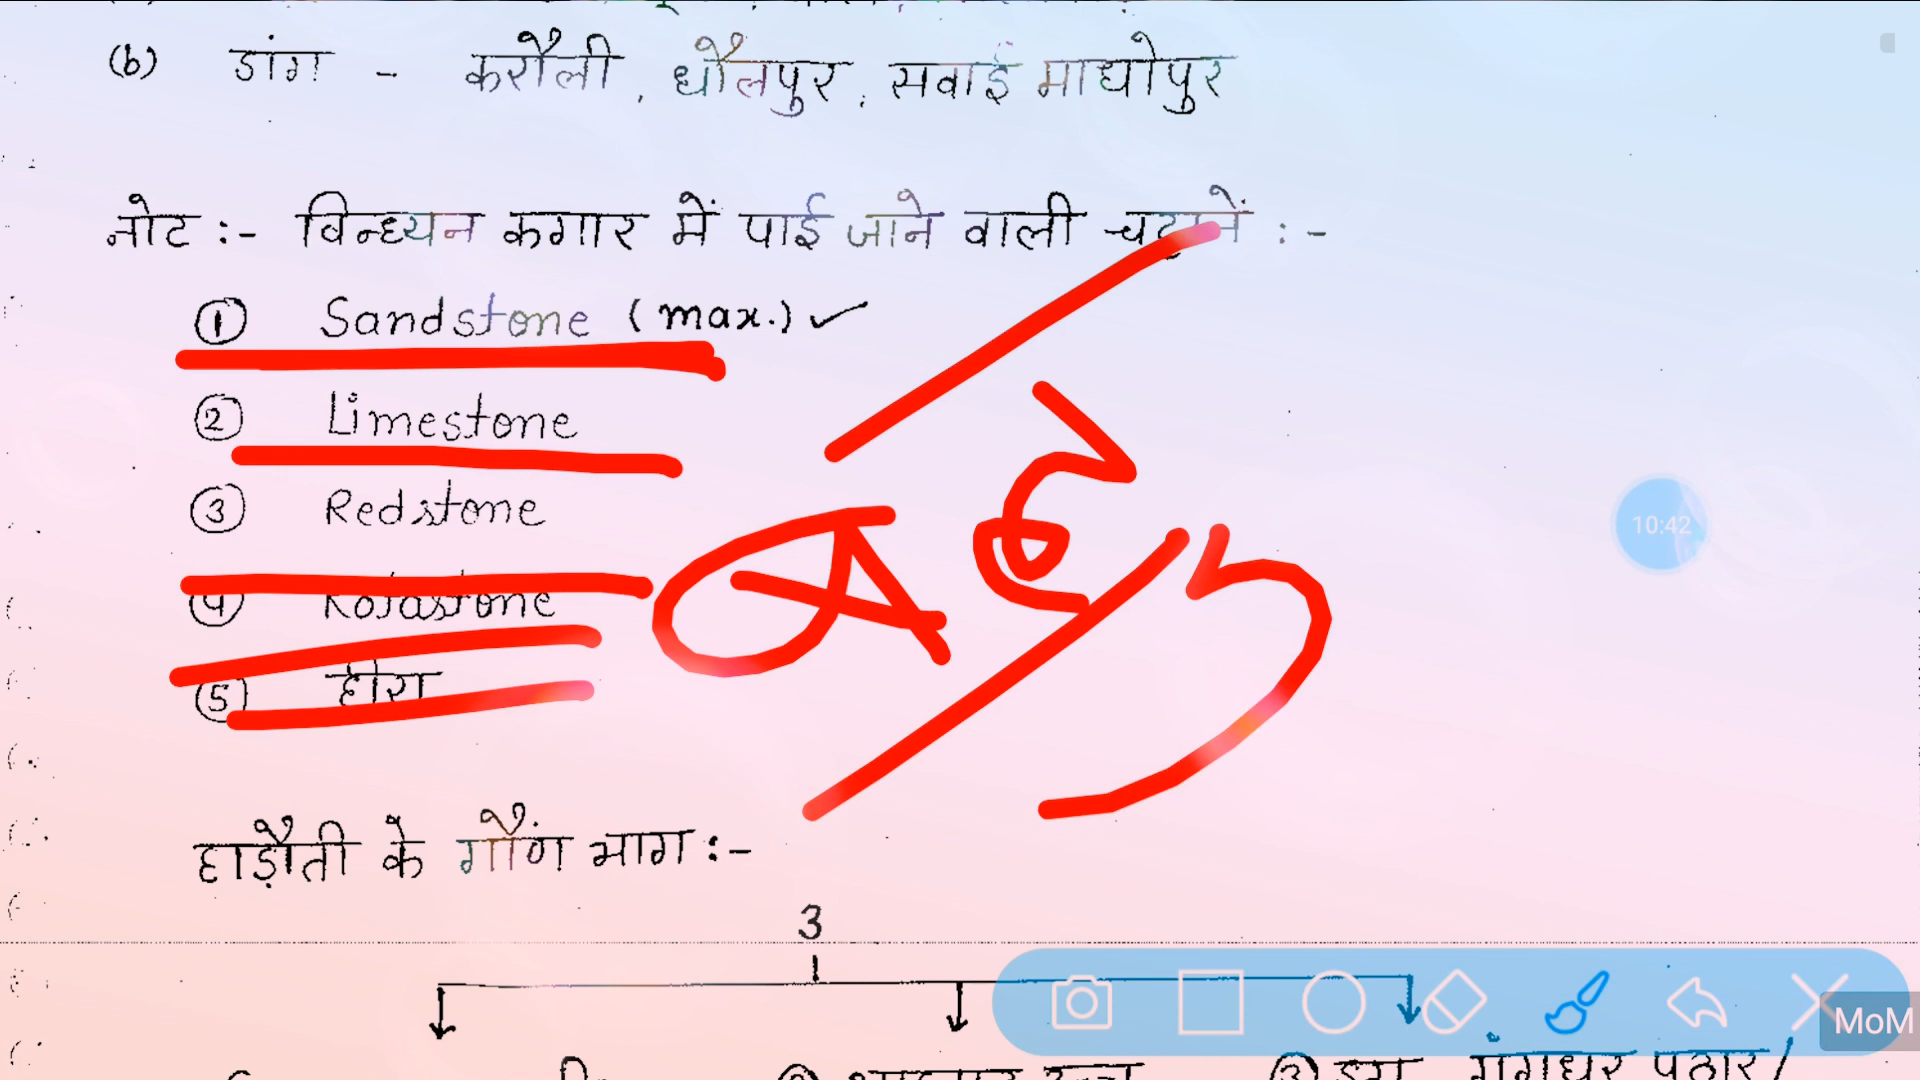 (b) डांग - करौली, धौलपुर, सवाई माधोपुर
नोट :- विन्ध्यन कगार में पाई जाने वाली चट्टानें :-
① Sandstone (max.) ✓
② Limestone
③ Redstone
④ Kotastone
⑤ हीरा
10:42
हाड़ौती के गौण भाग :-
3
MoM